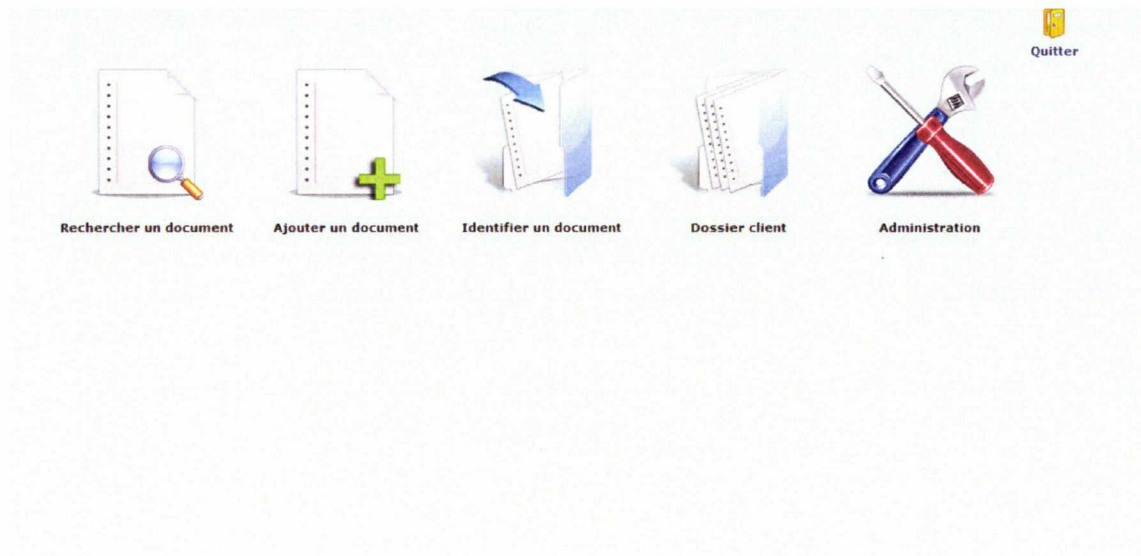 Quitter
Rechercher un document
Ajouter un document
Identifier un document
Dossier client
Administration